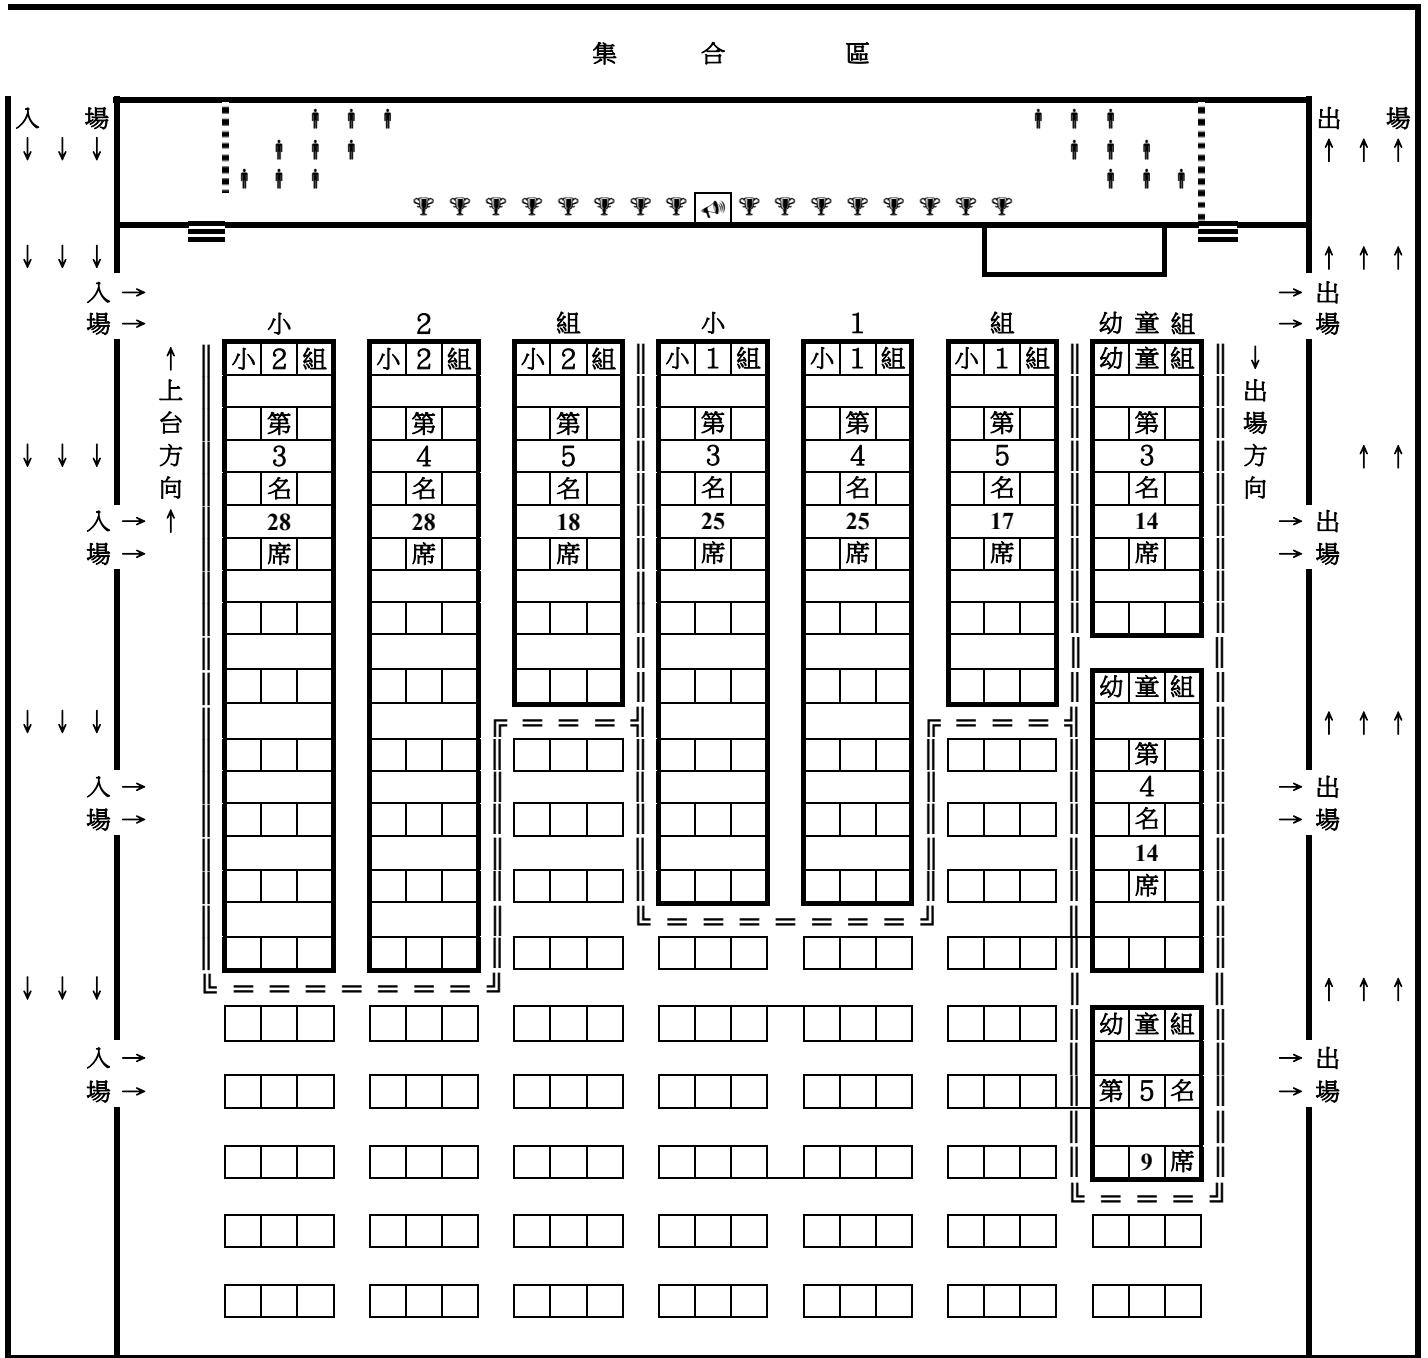 集 合 區
入 場 出 場
↓ ↓ ↓ ↑ ↑ ↑
↓ ↓ ↓ ↑ ↑ ↑
入 → → 出
場 → 小 2 組 小 1 組 幼 童 組 → 場
↑ 小 2 組 小 2 組 小 2 組 小 1 組 小 1 組 小 1 組 幼 童 組 ↓
上 出
台 第 第 第 第 第 第 第 場
↓ ↓ ↓ 方 3 4 5 3 4 5 3 方 ↑ ↑
向 名 名 名 名 名 名 名 向
入 → ↑ 28 28 18 25 25 17 14 → 出
場 → 席 席 席 席 席 席 席 → 場
幼 童 組
↓ ↓ ↓ ↑ ↑ ↑
第
入 → 4 → 出
場 → 名 → 場
14
席
↓ ↓ ↓ ↑ ↑ ↑
幼 童 組
入 → → 出
場 → 第 5 名 → 場
9 席